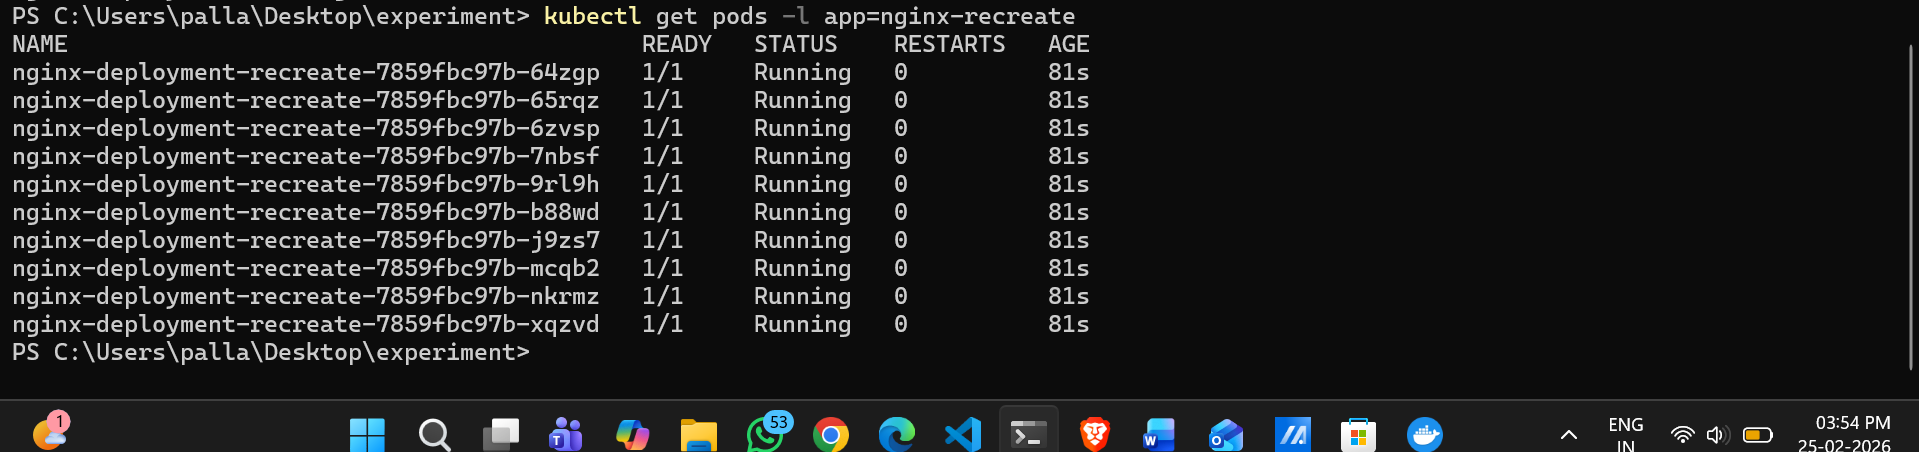 PS C:\Users\palla\Desktop\experiment> kubectl get pods -l app=nginx-recreate
NAME READY STATUS RESTARTS AGE
nginx-deployment-recreate-7859fbc97b-64zgp 1/1 Running 0 81s
nginx-deployment-recreate-7859fbc97b-65rqz 1/1 Running 0 81s
nginx-deployment-recreate-7859fbc97b-6zvsp 1/1 Running 0 81s
nginx-deployment-recreate-7859fbc97b-7nbsf 1/1 Running 0 81s
nginx-deployment-recreate-7859fbc97b-9rl9h 1/1 Running 0 81s
nginx-deployment-recreate-7859fbc97b-b88wd 1/1 Running 0 81s
nginx-deployment-recreate-7859fbc97b-j9zs7 1/1 Running 0 81s
nginx-deployment-recreate-7859fbc97b-mcqb2 1/1 Running 0 81s
nginx-deployment-recreate-7859fbc97b-nkrmz 1/1 Running 0 81s
nginx-deployment-recreate-7859fbc97b-xqzvd 1/1 Running 0 81s
PS C:\Users\palla\Desktop\experiment>
1
T
53
W
O
ENG
IN
03:54 PM
25-02-2026